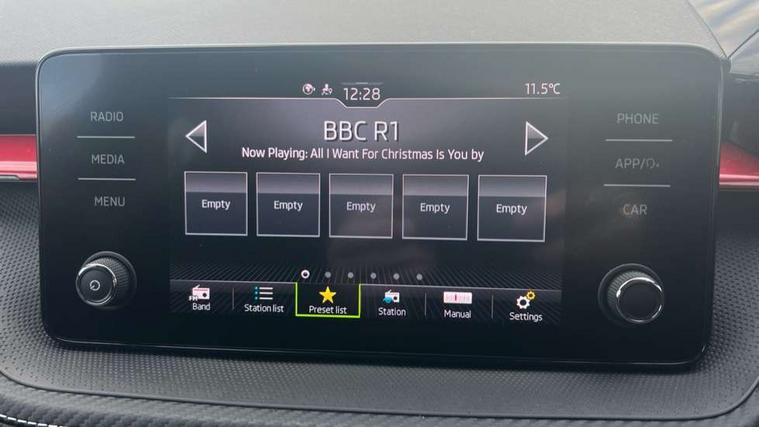 12:28
11.5°C
RADIO
MEDIA
MENU
BBC R1
Now Playing: All I Want For Christmas Is You by
Empty Empty Empty Empty Empty
FM
Band Station list Preset list Station Manual Settings
PHONE
APP/
CAR